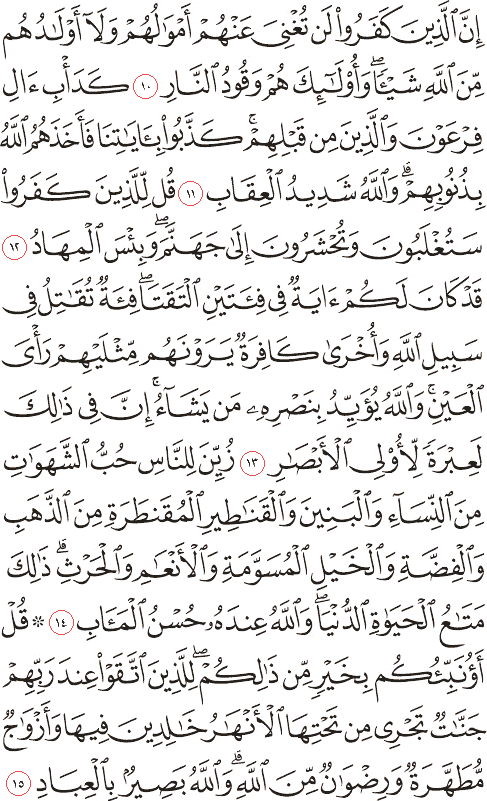 إِنَّ ٱلَّذِينَ كَفَرُوا۟ لَن تُغْنِىَ عَنْهُمْ أَمْوَٰلُهُمْ وَلَآ أَوْلَـٰدُهُم
مِّنَ ٱللَّهِ شَيْـًٔا ۖ وَأُو۟لَـٰٓئِكَ هُمْ وَقُودُ ٱلنَّارِ ١٠ كَدَأْبِ ءَالِ
فِرْعَوْنَ وَٱلَّذِينَ مِن قَبْلِهِمْ ۚ كَذَّبُوا۟ بِـَٔايَـٰتِنَا فَأَخَذَهُمُ ٱللَّهُ
بِذُنُوبِهِمْ ۗ وَٱللَّهُ شَدِيدُ ٱلْعِقَابِ ١١ قُل لِّلَّذِينَ كَفَرُوا۟
سَتُغْلَبُونَ وَتُحْشَرُونَ إِلَىٰ جَهَنَّمَ ۚ وَبِئْسَ ٱلْمِهَادُ ١٢
قَدْ كَانَ لَكُمْ ءَايَةٌ فِى فِئَتَيْنِ ٱلْتَقَتَا ۖ فِئَةٌ تُقَـٰتِلُ فِى
سَبِيلِ ٱللَّهِ وَأُخْرَىٰ كَافِرَةٌ يَرَوْنَهُم مِّثْلَيْهِمْ رَأْىَ
ٱلْعَيْنِ ۚ وَٱللَّهُ يُؤَيِّدُ بِنَصْرِهِۦ مَن يَشَآءُ ۗ إِنَّ فِى ذَٰلِكَ
لَعِبْرَةً لِّأُو۟لِى ٱلْأَبْصَـٰرِ ١٣ زُيِّنَ لِلنَّاسِ حُبُّ ٱلشَّهَوَٰتِ
مِنَ ٱلنِّسَآءِ وَٱلْبَنِينَ وَٱلْقَنَـٰطِيرِ ٱلْمُقَنطَرَةِ مِنَ ٱلذَّهَبِ
وَٱلْفِضَّةِ وَٱلْخَيْلِ ٱلْمُسَوَّمَةِ وَٱلْأَنْعَـٰمِ وَٱلْحَرْثِ ۗ ذَٰلِكَ
مَتَـٰعُ ٱلْحَيَوٰةِ ٱلدُّنْيَا ۖ وَٱللَّهُ عِندَهُۥ حُسْنُ ٱلْمَـَٔابِ ١٤ ۞ قُلْ
أَؤُنَبِّئُكُم بِخَيْرٍ مِّن ذَٰلِكُمْ ۚ لِلَّذِينَ ٱتَّقَوْا۟ عِندَ رَبِّهِمْ
جَنَّـٰتٌ تَجْرِى مِن تَحْتِهَا ٱلْأَنْهَـٰرُ خَـٰلِدِينَ فِيهَا وَأَزْوَٰجٌ
مُّطَهَّرَةٌ وَرِضْوَٰنٌ مِّنَ ٱللَّهِ ۗ وَٱللَّهُ بَصِيرٌۢ بِٱلْعِبَادِ ١٥